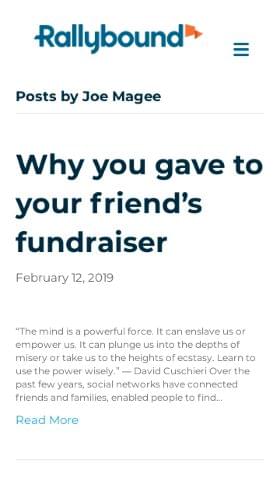 Rallybound
Posts by Joe Magee
Why you gave to
your friend’s
fundraiser
February 12, 2019
“The mind is a powerful force. It can enslave us or
empower us. It can plunge us into the depths of
misery or take us to the heights of ecstasy. Learn to
use the power wisely.” — David Cuschieri Over the
past few years, social networks have connected
friends and families, enabled people to find...
Read More